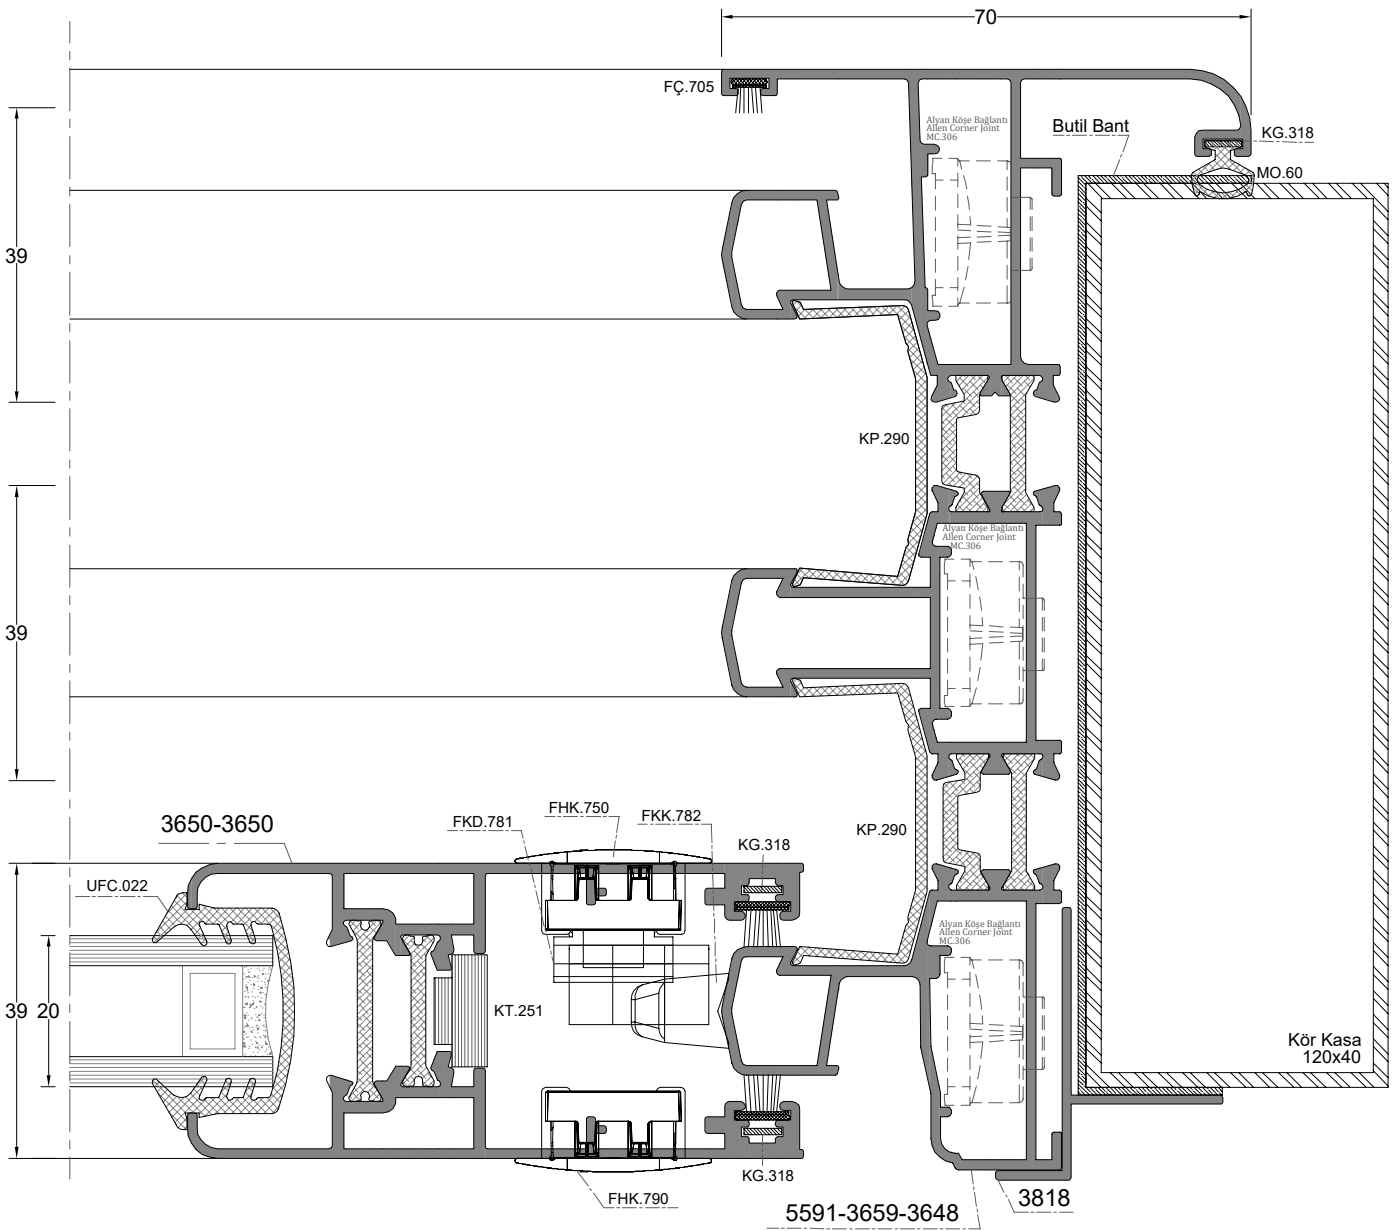 70
FÇ.705
Alyan Köşe Bağlantı
Allen Corner Joint
MC.306
Butil Bant
KG.318
MO.60
39
KP.290
39
Alyan Köşe Bağlantı
Allen Corner Joint
MC.306
3650-3650
FKD.781
FHK.750
FKK.782
KG.318
KP.290
UFC.022
Alyan Köşe Bağlantı
Allen Corner Joint
MC.306
39
20
KT.251
Kör Kasa
120x40
FHK.790
KG.318
5591-3659-3648
3818